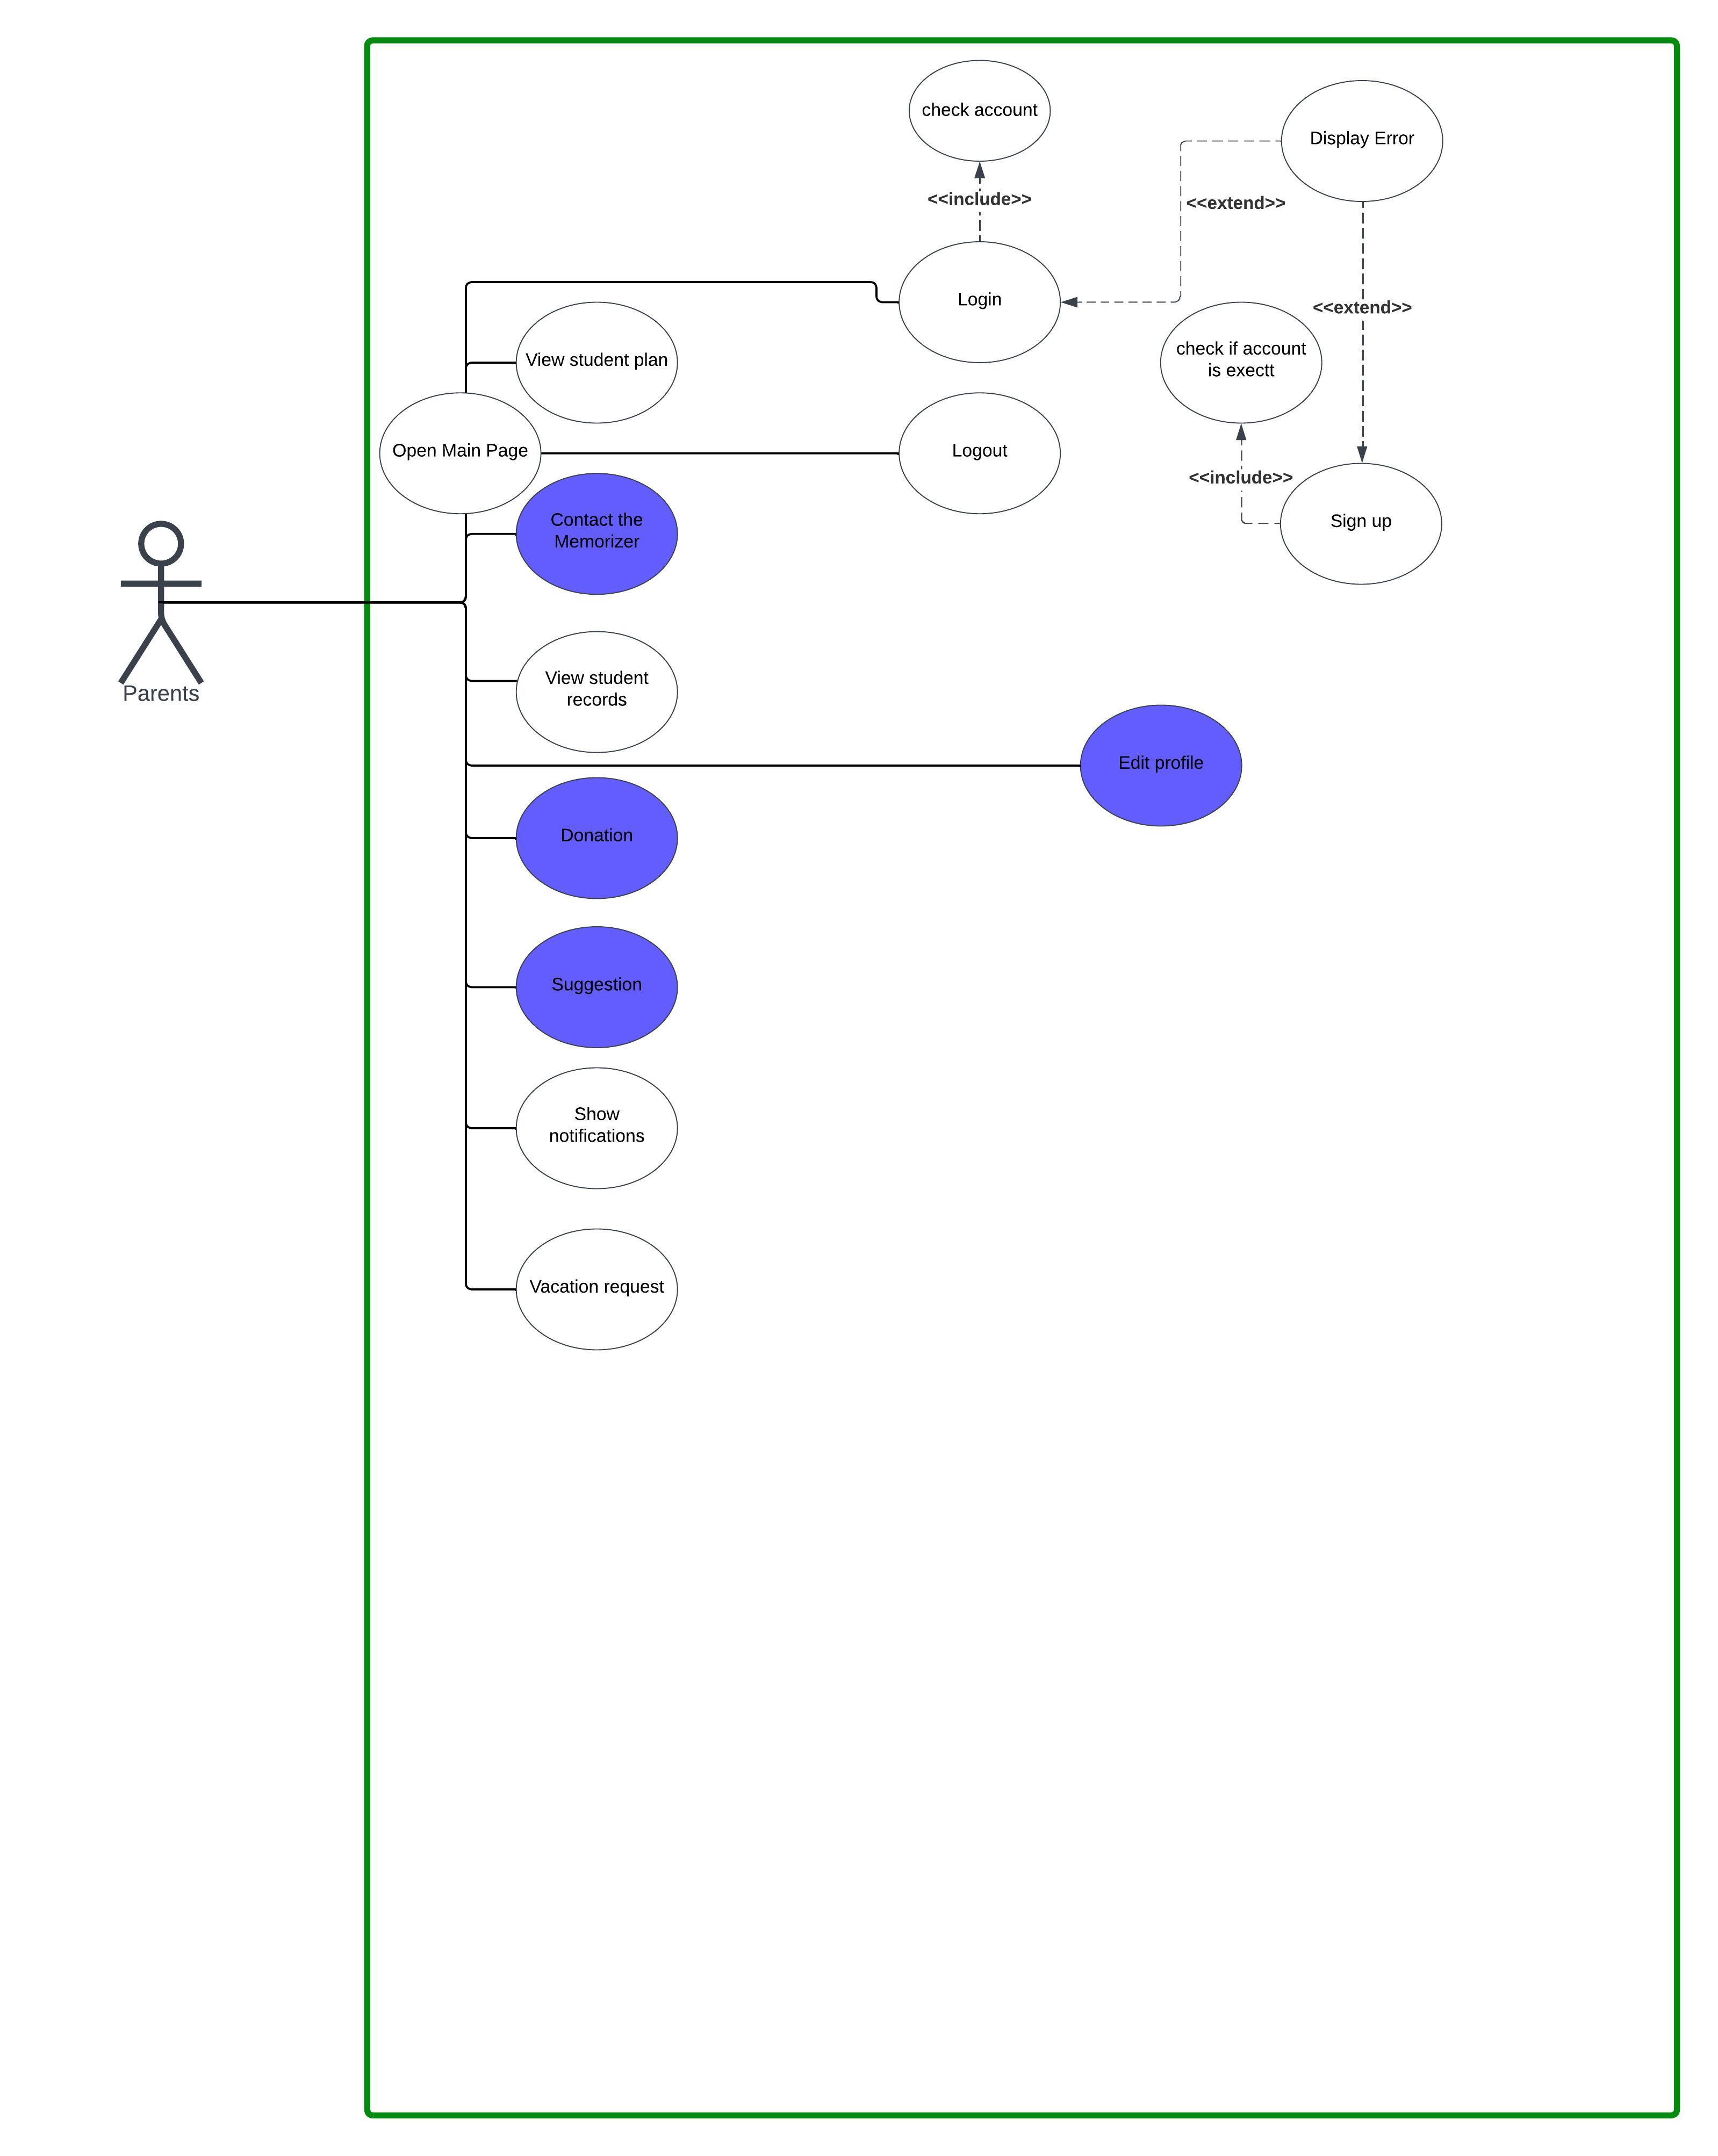 check account
Display Error
<<include>>
<<extend>>
Login
<<extend>>
View student plan
check if account
is exectt
Open Main Page
Logout
<<include>>
Contact the
Memorizer
Sign up
Parents
View student
records
Edit profile
Donation
Suggestion
Show
notifications
Vacation request